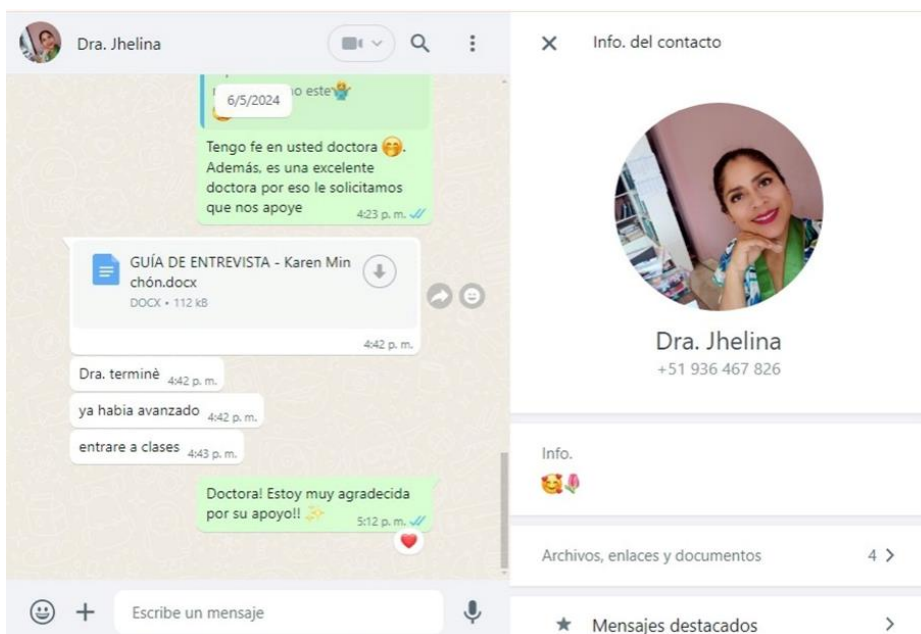 Dra. Jhelina
o este
6/5/2024
Tengo fe en usted doctora 🤭.
Además, es una excelente
doctora por eso le solicitamos
que nos apoye
4:23 p. m.
GUÍA DE ENTREVISTA - Karen Min
chón.docx
DOCX • 112 kB
4:42 p. m.
Dra. terminè 4:42 p. m.
ya habia avanzado 4:42 p. m.
entrare a clases 4:43 p. m.
Doctora! Estoy muy agradecida
por su apoyo!! ✨ 5:12 p. m.
Escribe un mensaje
Info. del contacto
Dra. Jhelina
+51 936 467 826
Info.
🥰🌷
Archivos, enlaces y documentos 4
Mensajes destacados